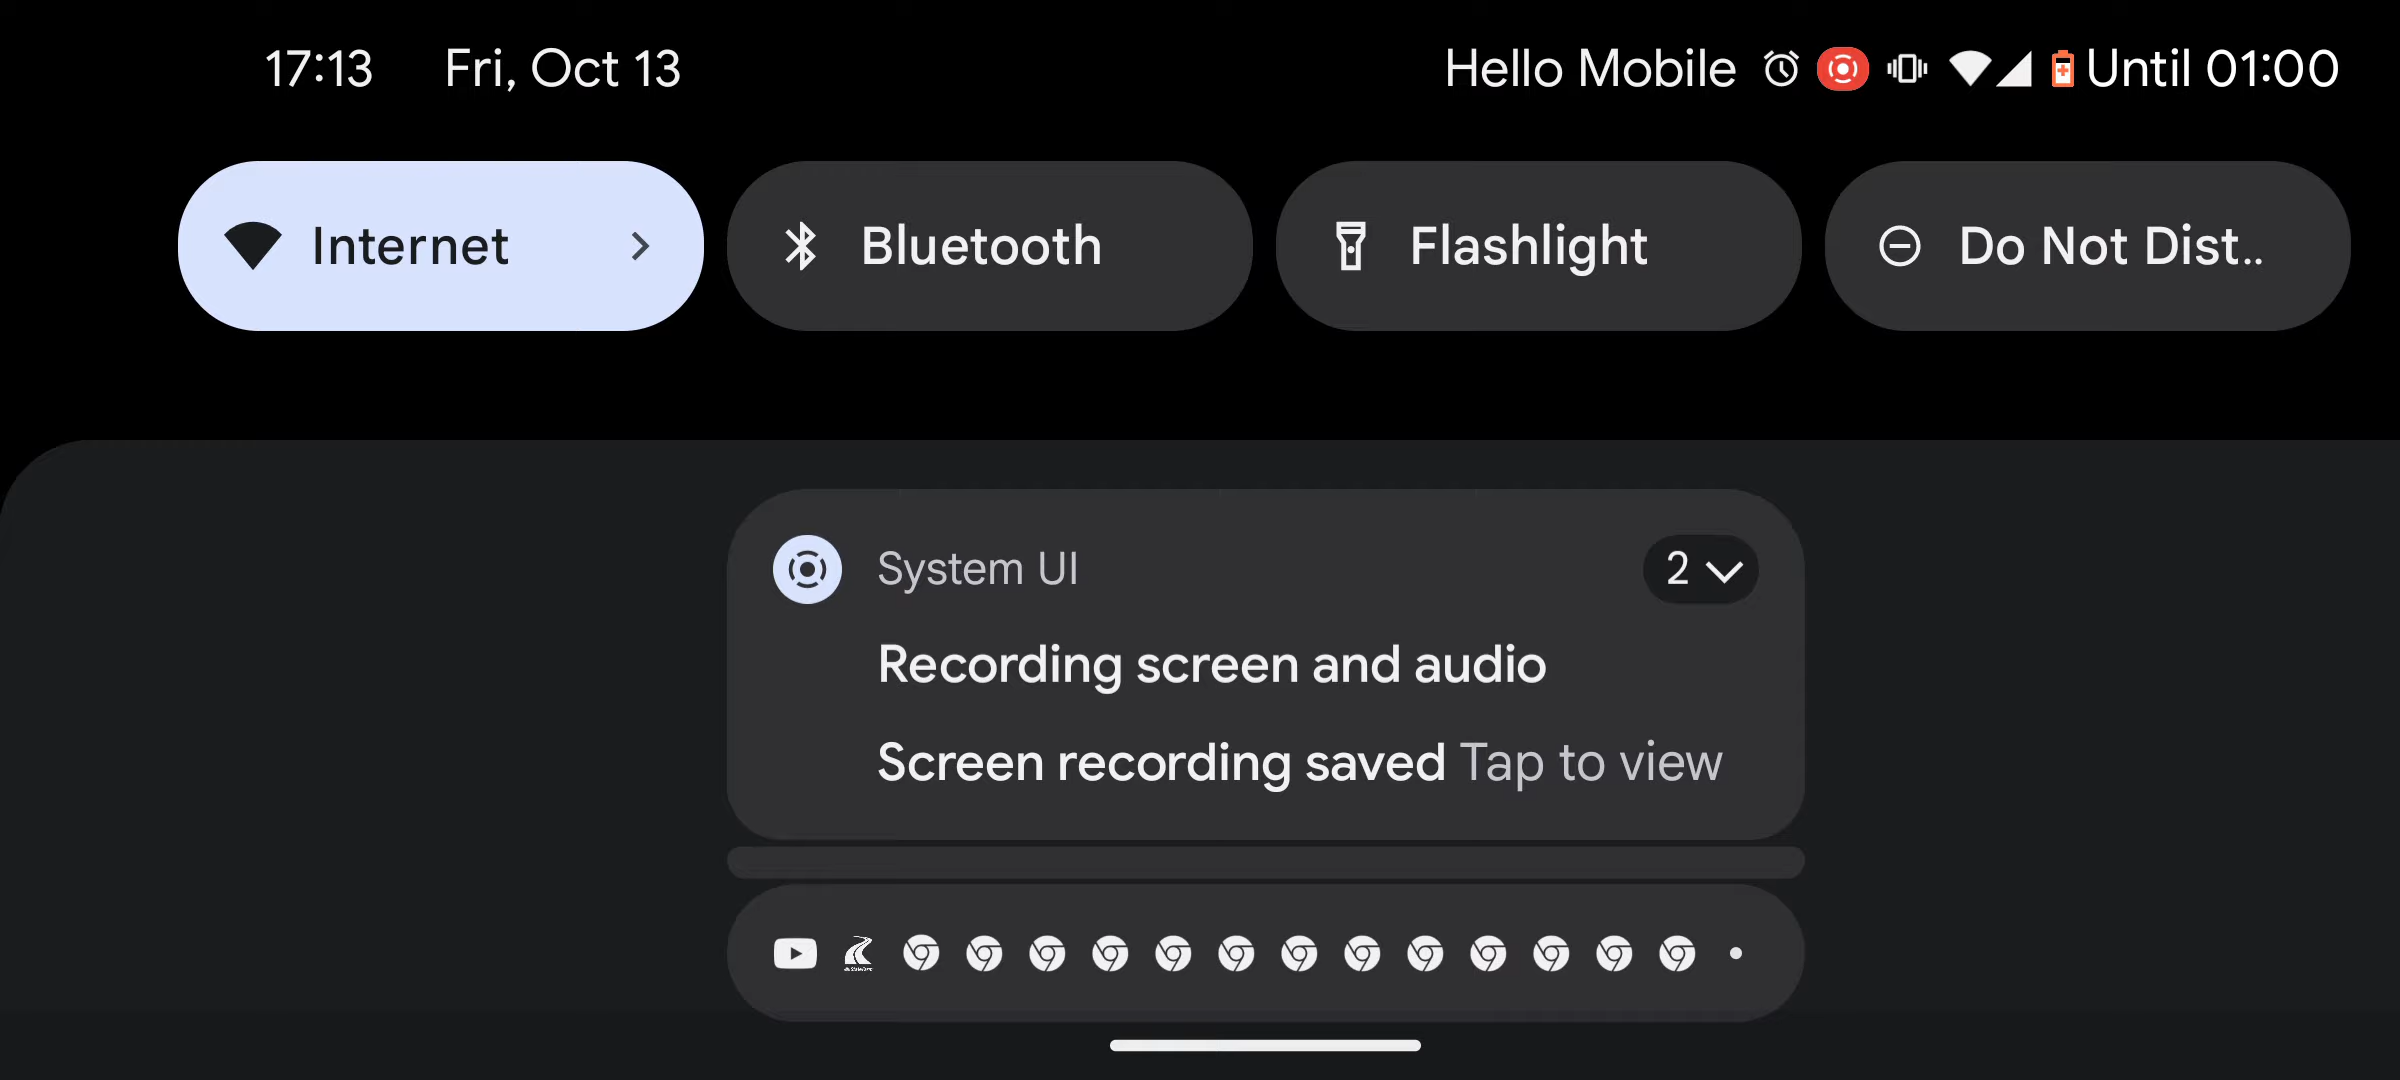 17:13 Fri, Oct 13 Hello Mobile Until 01:00
Internet Bluetooth Flashlight Do Not Dist..
System UI 2
Recording screen and audio
Screen recording saved Tap to view